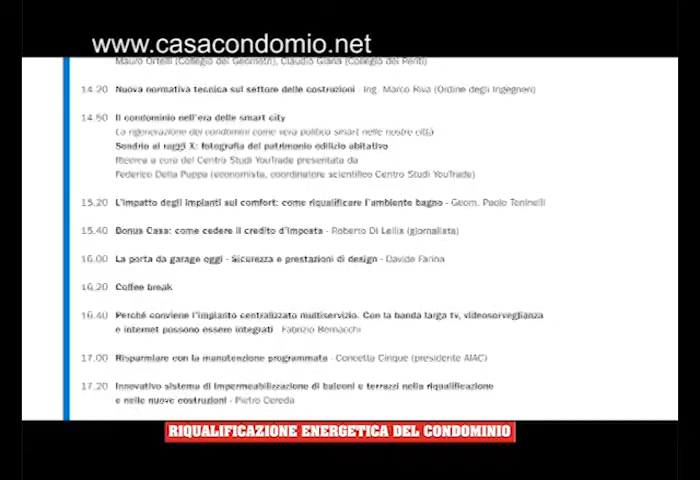 www.casacondomio.net
Mauro Ortelli (Collegio dei Geometri), Claudio Giana (Collegio dei Periti)
14.20 Nuova normativa tecnica sul settore delle costruzioni - Ing. Marco Riva (Ordine degli Ingegneri)
14.50 Il condominio nell'era delle smart city
La rigenerazione dei condomini come vera politica smart nelle nostre città
Sondrio ai raggi X: fotografia del patrimonio edilizio abitativo
Ricerca a cura del Centro Studi YouTrade presentata da
Federico Della Puppa (economista, coordinatore scientifico Centro Studi YouTrade)
15.20 L'impatto degli impianti sul comfort: come riqualificare l'ambiente bagno - Geom. Paolo Teninelli
15.40 Bonus Casa: come cedere il credito d'imposta - Roberto Di Lellis (giornalista)
16.00 La porta da garage oggi - Sicurezza e prestazioni di design - Davide Farina
16.20 Coffee break
16.40 Perché conviene l'impianto centralizzato multiservizio. Con la banda larga tv, videosorveglianza
e internet possono essere integrati Fabrizio Bernacchi
17.00 Risparmiare con la manutenzione programmata - Concetta Cinque (presidente AIAC)
17.20 Innovativo sistema di impermeabilizzazione di balconi e terrazzi nella riqualificazione
e nelle nuove costruzioni - Pietro Cereda
RIQUALIFICAZIONE ENERGETICA DEL CONDOMINIO